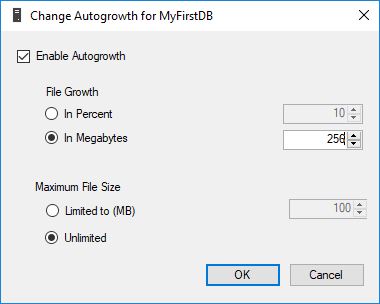 Change Autogrowth for MyFirstDB
Enable Autogrowth
File Growth
In Percent 10
In Megabytes 256
Maximum File Size
Limited to (MB) 100
Unlimited
OK Cancel